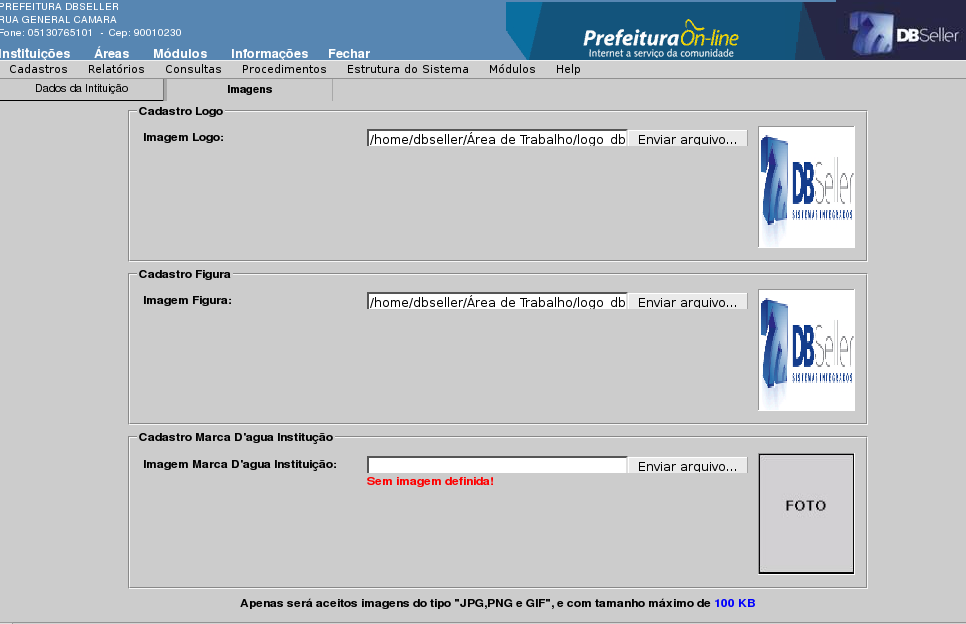 PREFEITURA DBSELLER
RUA GENERAL CAMARA
Fone: 05130765101 - Cep: 90010230
Instituições Áreas Módulos Informações Fechar
PrefeituraOn-line
Internet a serviço da comunidade
DBSeller
Cadastros Relatórios Consultas Procedimentos Estrutura do Sistema Módulos Help
Dados da Intituição Imagens
Cadastro Logo
Imagem Logo: /home/dbseller/Área de Trabalho/logo_db Enviar arquivo...
DBSeller
SISTEMAS INTEGRADOS
Cadastro Figura
Imagem Figura: /home/dbseller/Área de Trabalho/logo_db Enviar arquivo...
DBSeller
SISTEMAS INTEGRADOS
Cadastro Marca D'agua Institução
Imagem Marca D'agua Instituição: Enviar arquivo...
Sem imagem definida!
FOTO
Apenas será aceitos imagens do tipo "JPG,PNG e GIF", e com tamanho máximo de 100 KB